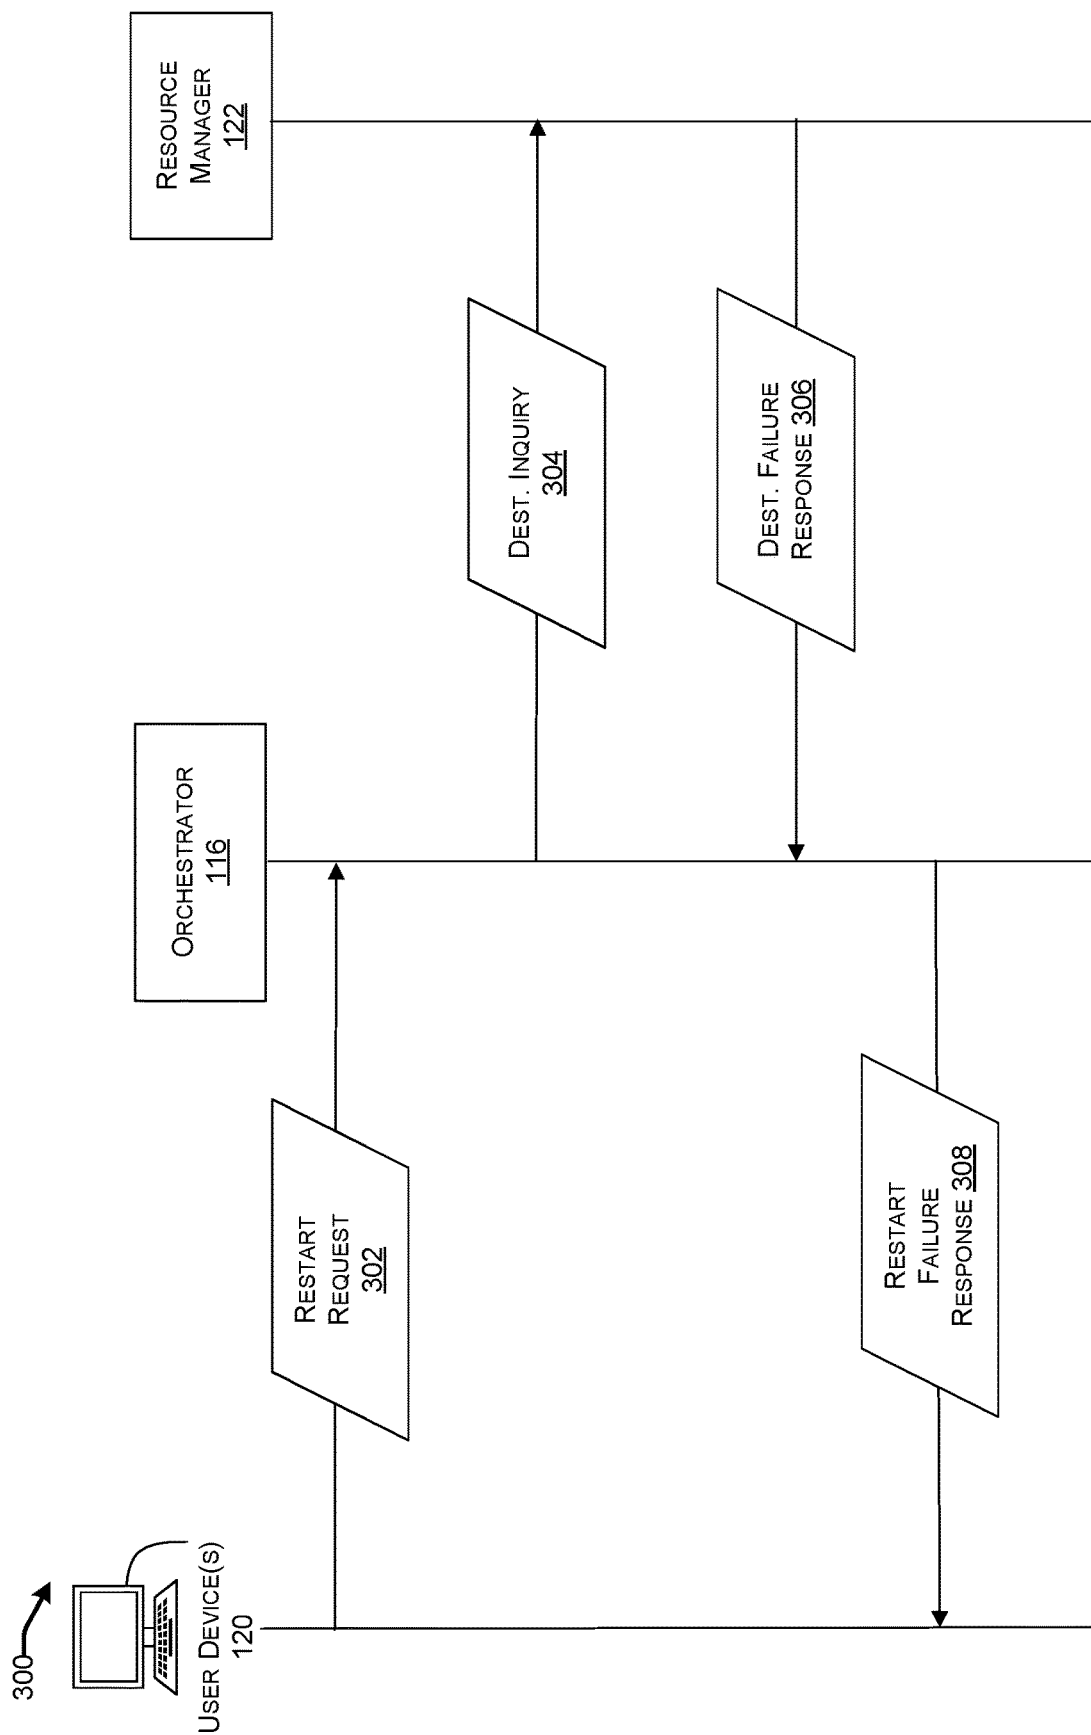 300
USER DEVICE(S)
120
ORCHESTRATOR
116
RESOURCE
MANAGER
122
RESTART
REQUEST
302
DEST. INQUIRY
304
DEST. FAILURE
RESPONSE 306
RESTART
FAILURE
RESPONSE 308